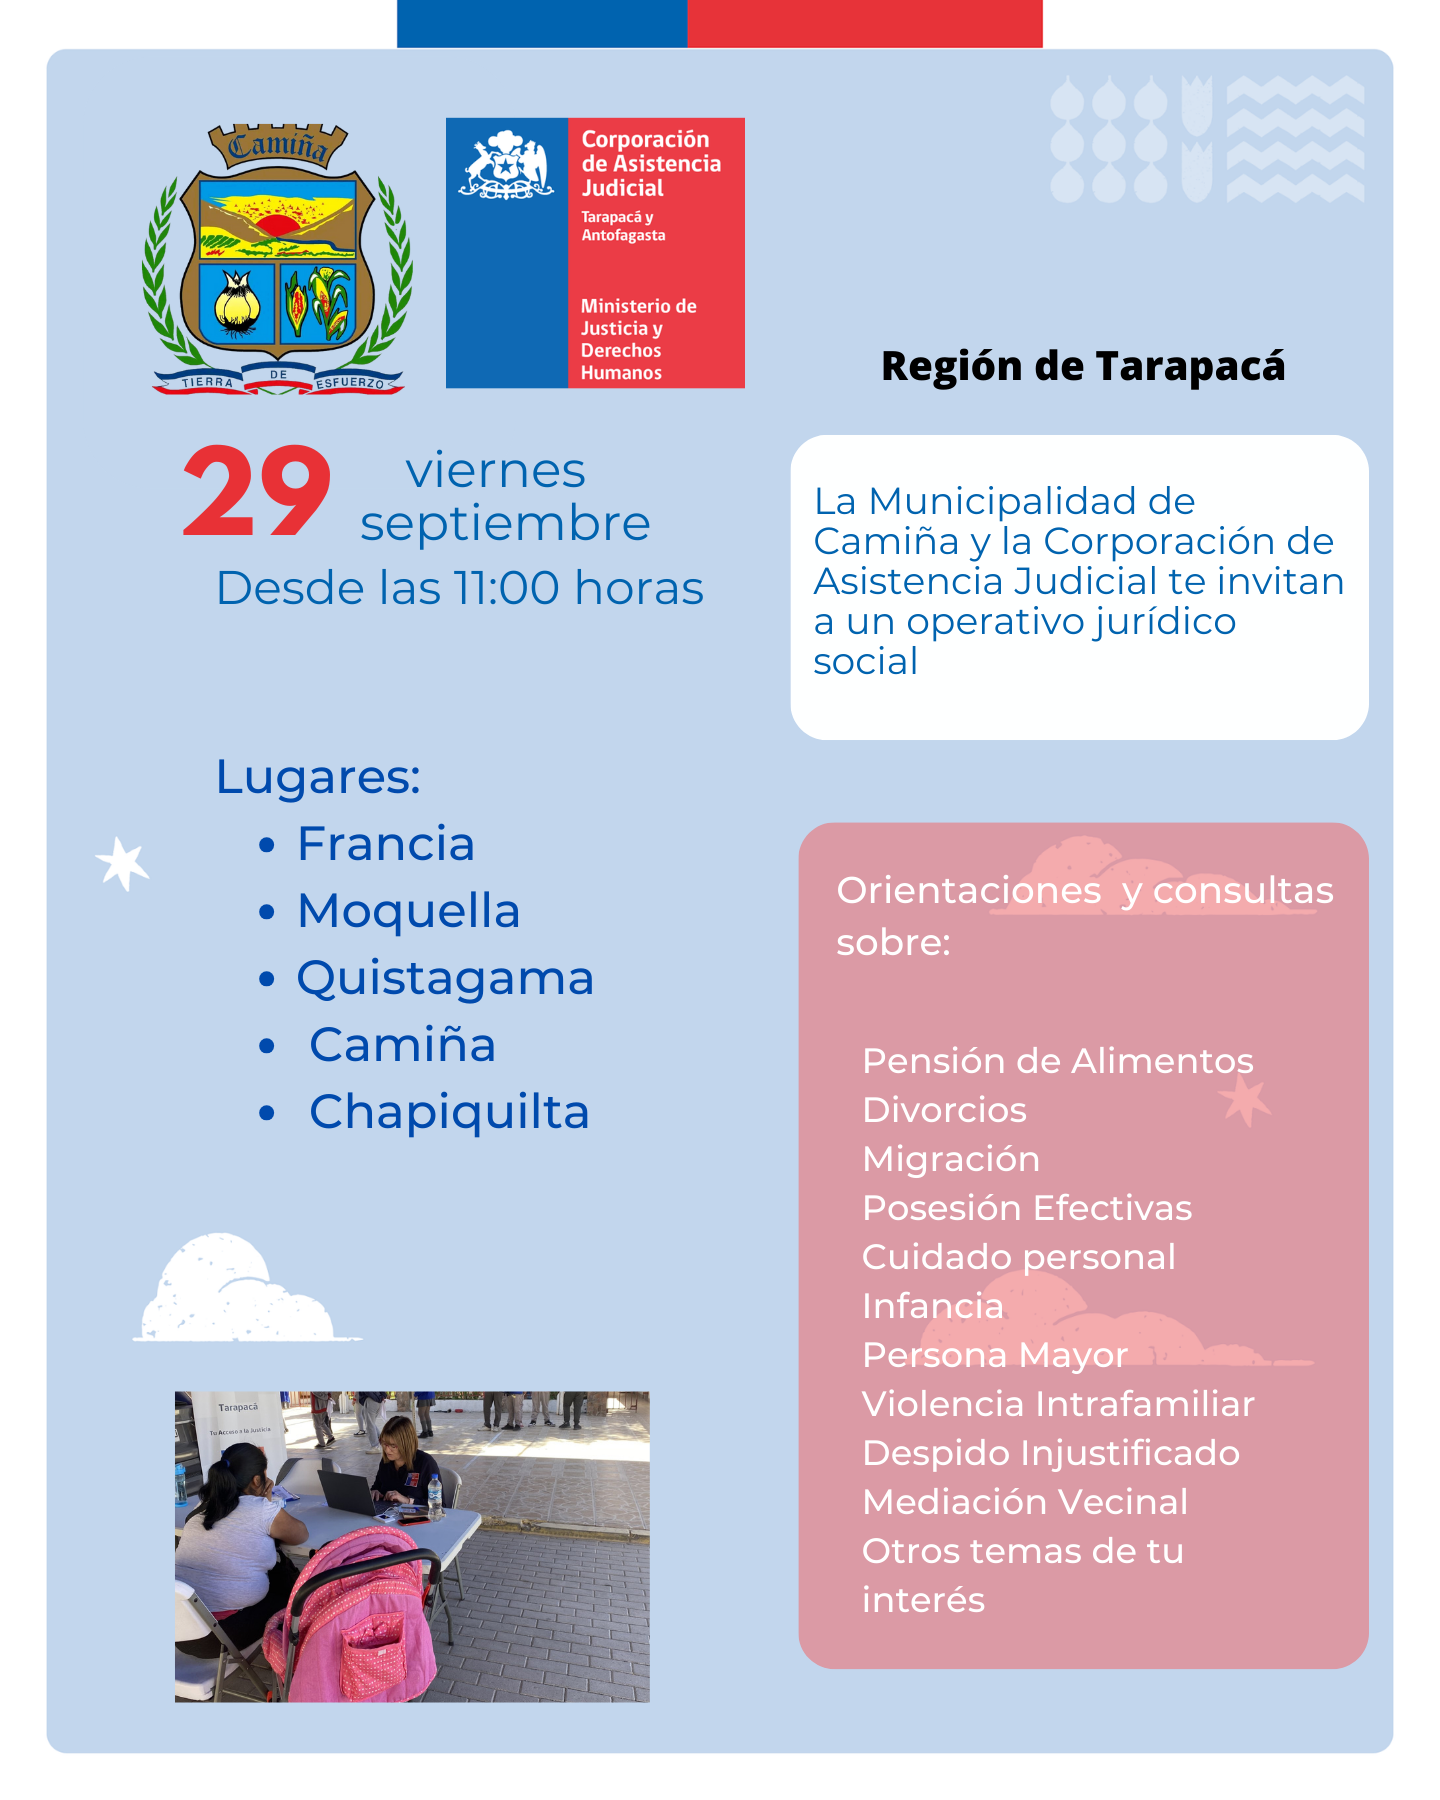 Camiña
TIERRA DE ESFUERZO
Corporación
de Asistencia
Judicial
Tarapacá y
Antofagasta
Ministerio de
Justicia y
Derechos
Humanos
Región de Tarapacá
29 viernes
septiembre
Desde las 11:00 horas
La Municipalidad de
Camiña y la Corporación de
Asistencia Judicial te invitan
a un operativo jurídico
social
Lugares:
• Francia
• Moquella
• Quistagama
• Camiña
• Chapiquilta
Orientaciones y consultas
sobre:
Pensión de Alimentos
Divorcios
Migración
Posesión Efectivas
Cuidado personal
Infancia
Persona Mayor
Violencia Intrafamiliar
Despido Injustificado
Mediación Vecinal
Otros temas de tu
interés
Tarapacá
Tu Acceso a la Justicia